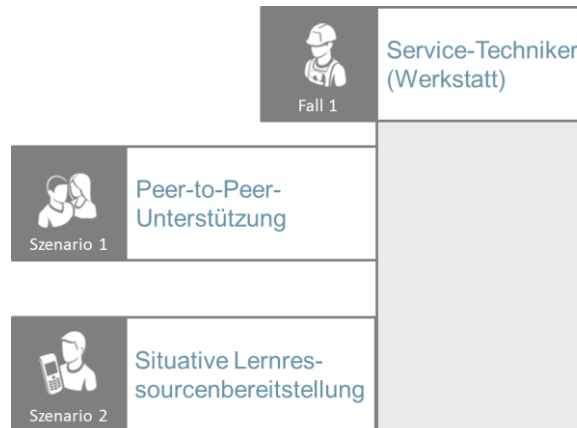 Service-Techniker
(Werkstatt)
Fall 1
Peer-to-Peer-
Unterstützung
Szenario 1
Situative Lernres-
sourcenbereitstellung
Szenario 2